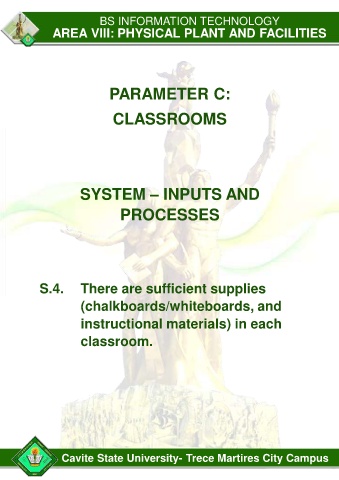 BS INFORMATION TECHNOLOGY
AREA VIII: PHYSICAL PLANT AND FACILITIES
PARAMETER C:
CLASSROOMS
SYSTEM – INPUTS AND
PROCESSES
S.4. There are sufficient supplies
(chalkboards/whiteboards, and
instructional materials) in each
classroom.
Cavite State University- Trece Martires City Campus